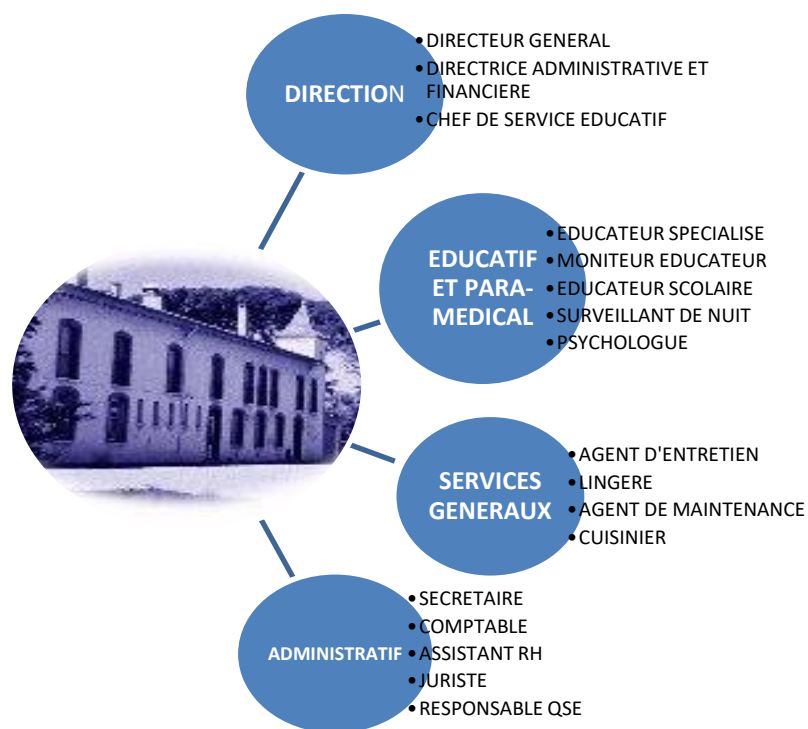 DIRECTION
•DIRECTEUR GENERAL
•DIRECTRICE ADMINISTRATIVE ET
FINANCIERE
•CHEF DE SERVICE EDUCATIF
EDUCATIF
ET PARA-
MEDICAL
•EDUCATEUR SPECIALISE
•MONITEUR EDUCATEUR
•EDUCATEUR SCOLAIRE
•SURVEILLANT DE NUIT
•PSYCHOLOGUE
SERVICES
GENERAUX
•AGENT D'ENTRETIEN
•LINGERE
•AGENT DE MAINTENANCE
•CUISINIER
ADMINISTRATIF
•SECRETAIRE
•COMPTABLE
•ASSISTANT RH
•JURISTE
•RESPONSABLE QSE